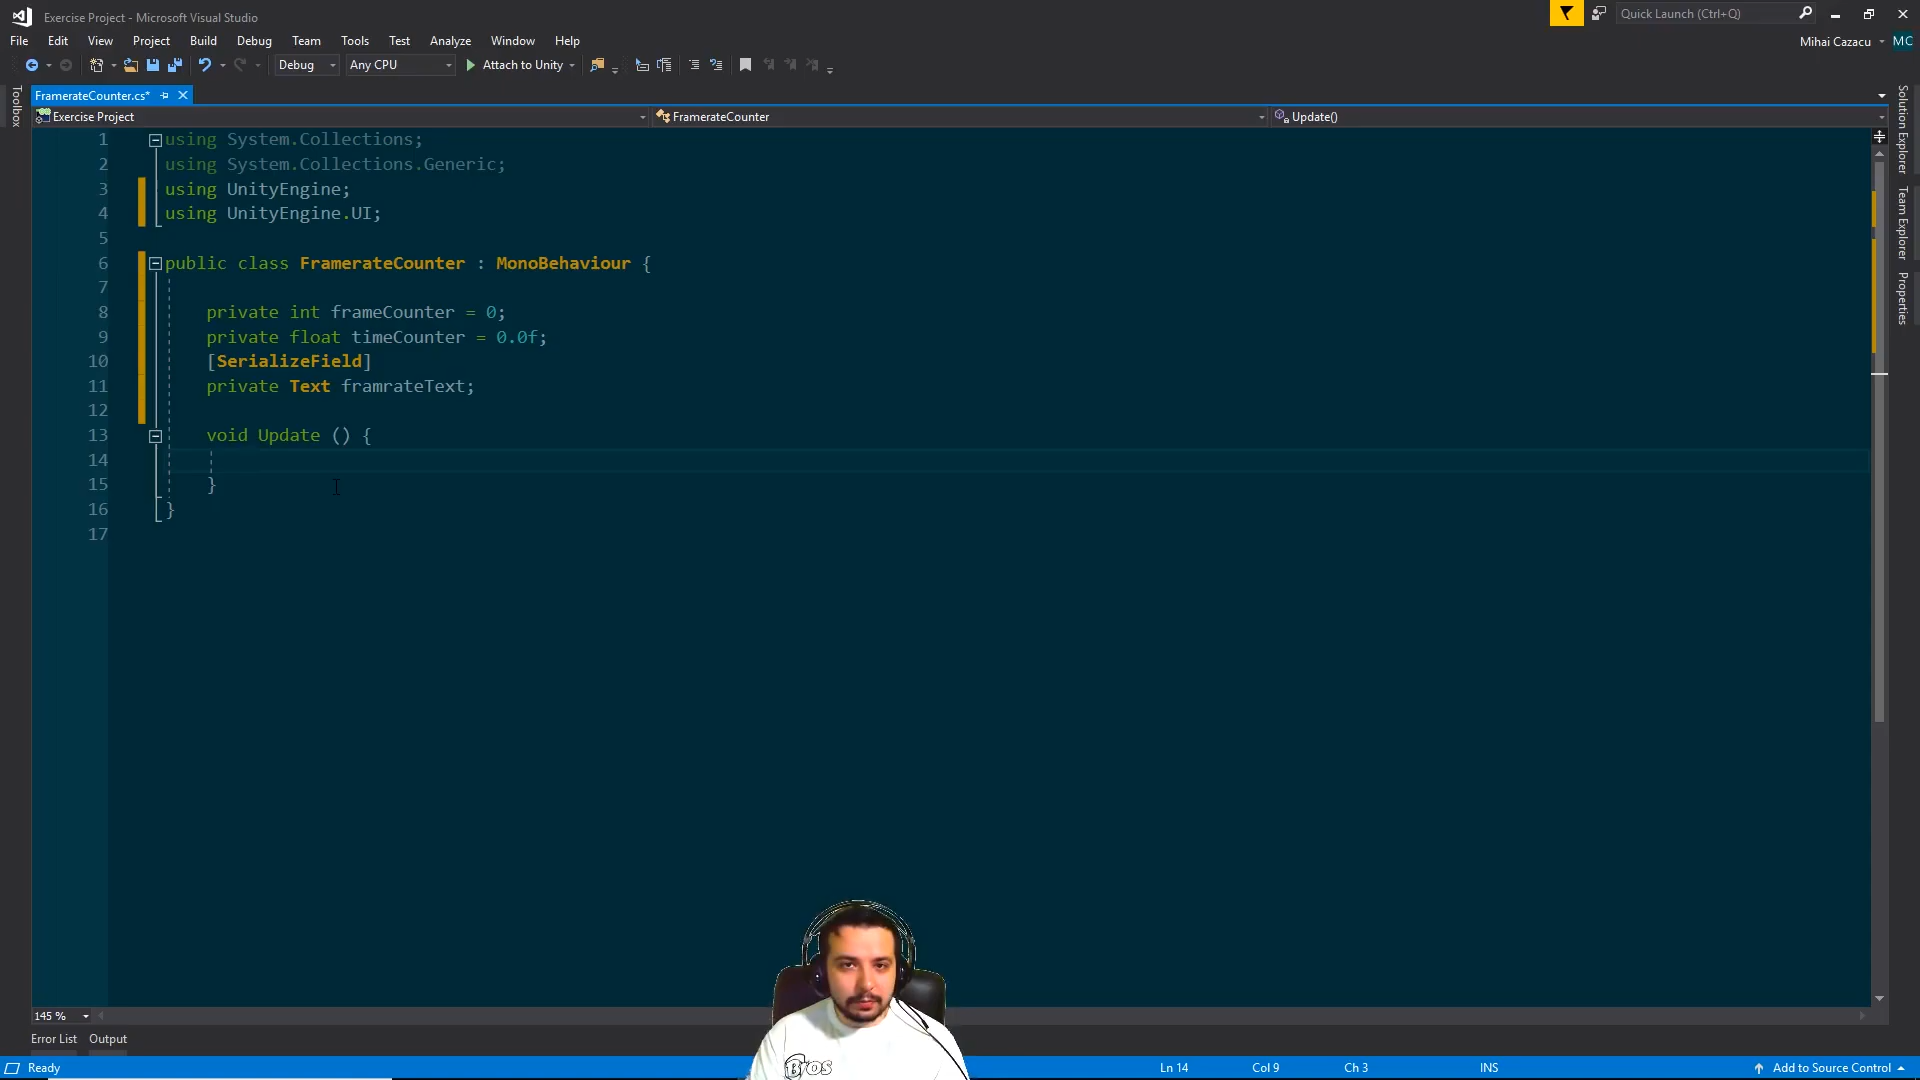 Exercise Project - Microsoft Visual Studio
Quick Launch (Ctrl+Q)
File Edit View Project Build Debug Team Tools Test Analyze Window Help
Mihai Cazacu MC
Debug Any CPU Attach to Unity
Toolbox
FramerateCounter.cs*
Exercise Project FramerateCounter Update()
Solution Explorer
Team Explorer
Properties
1 using System.Collections;
2 using System.Collections.Generic;
3 using UnityEngine;
4 using UnityEngine.UI;
5
6 public class FramerateCounter : MonoBehaviour {
7
8 private int frameCounter = 0;
9 private float timeCounter = 0.0f;
10 [SerializeField]
11 private Text framrateText;
12
13 void Update () {
14
15 }
16 }
17
145 %
Error List Output
Bros
Ready Ln 14 Col 9 Ch 3 INS Add to Source Control